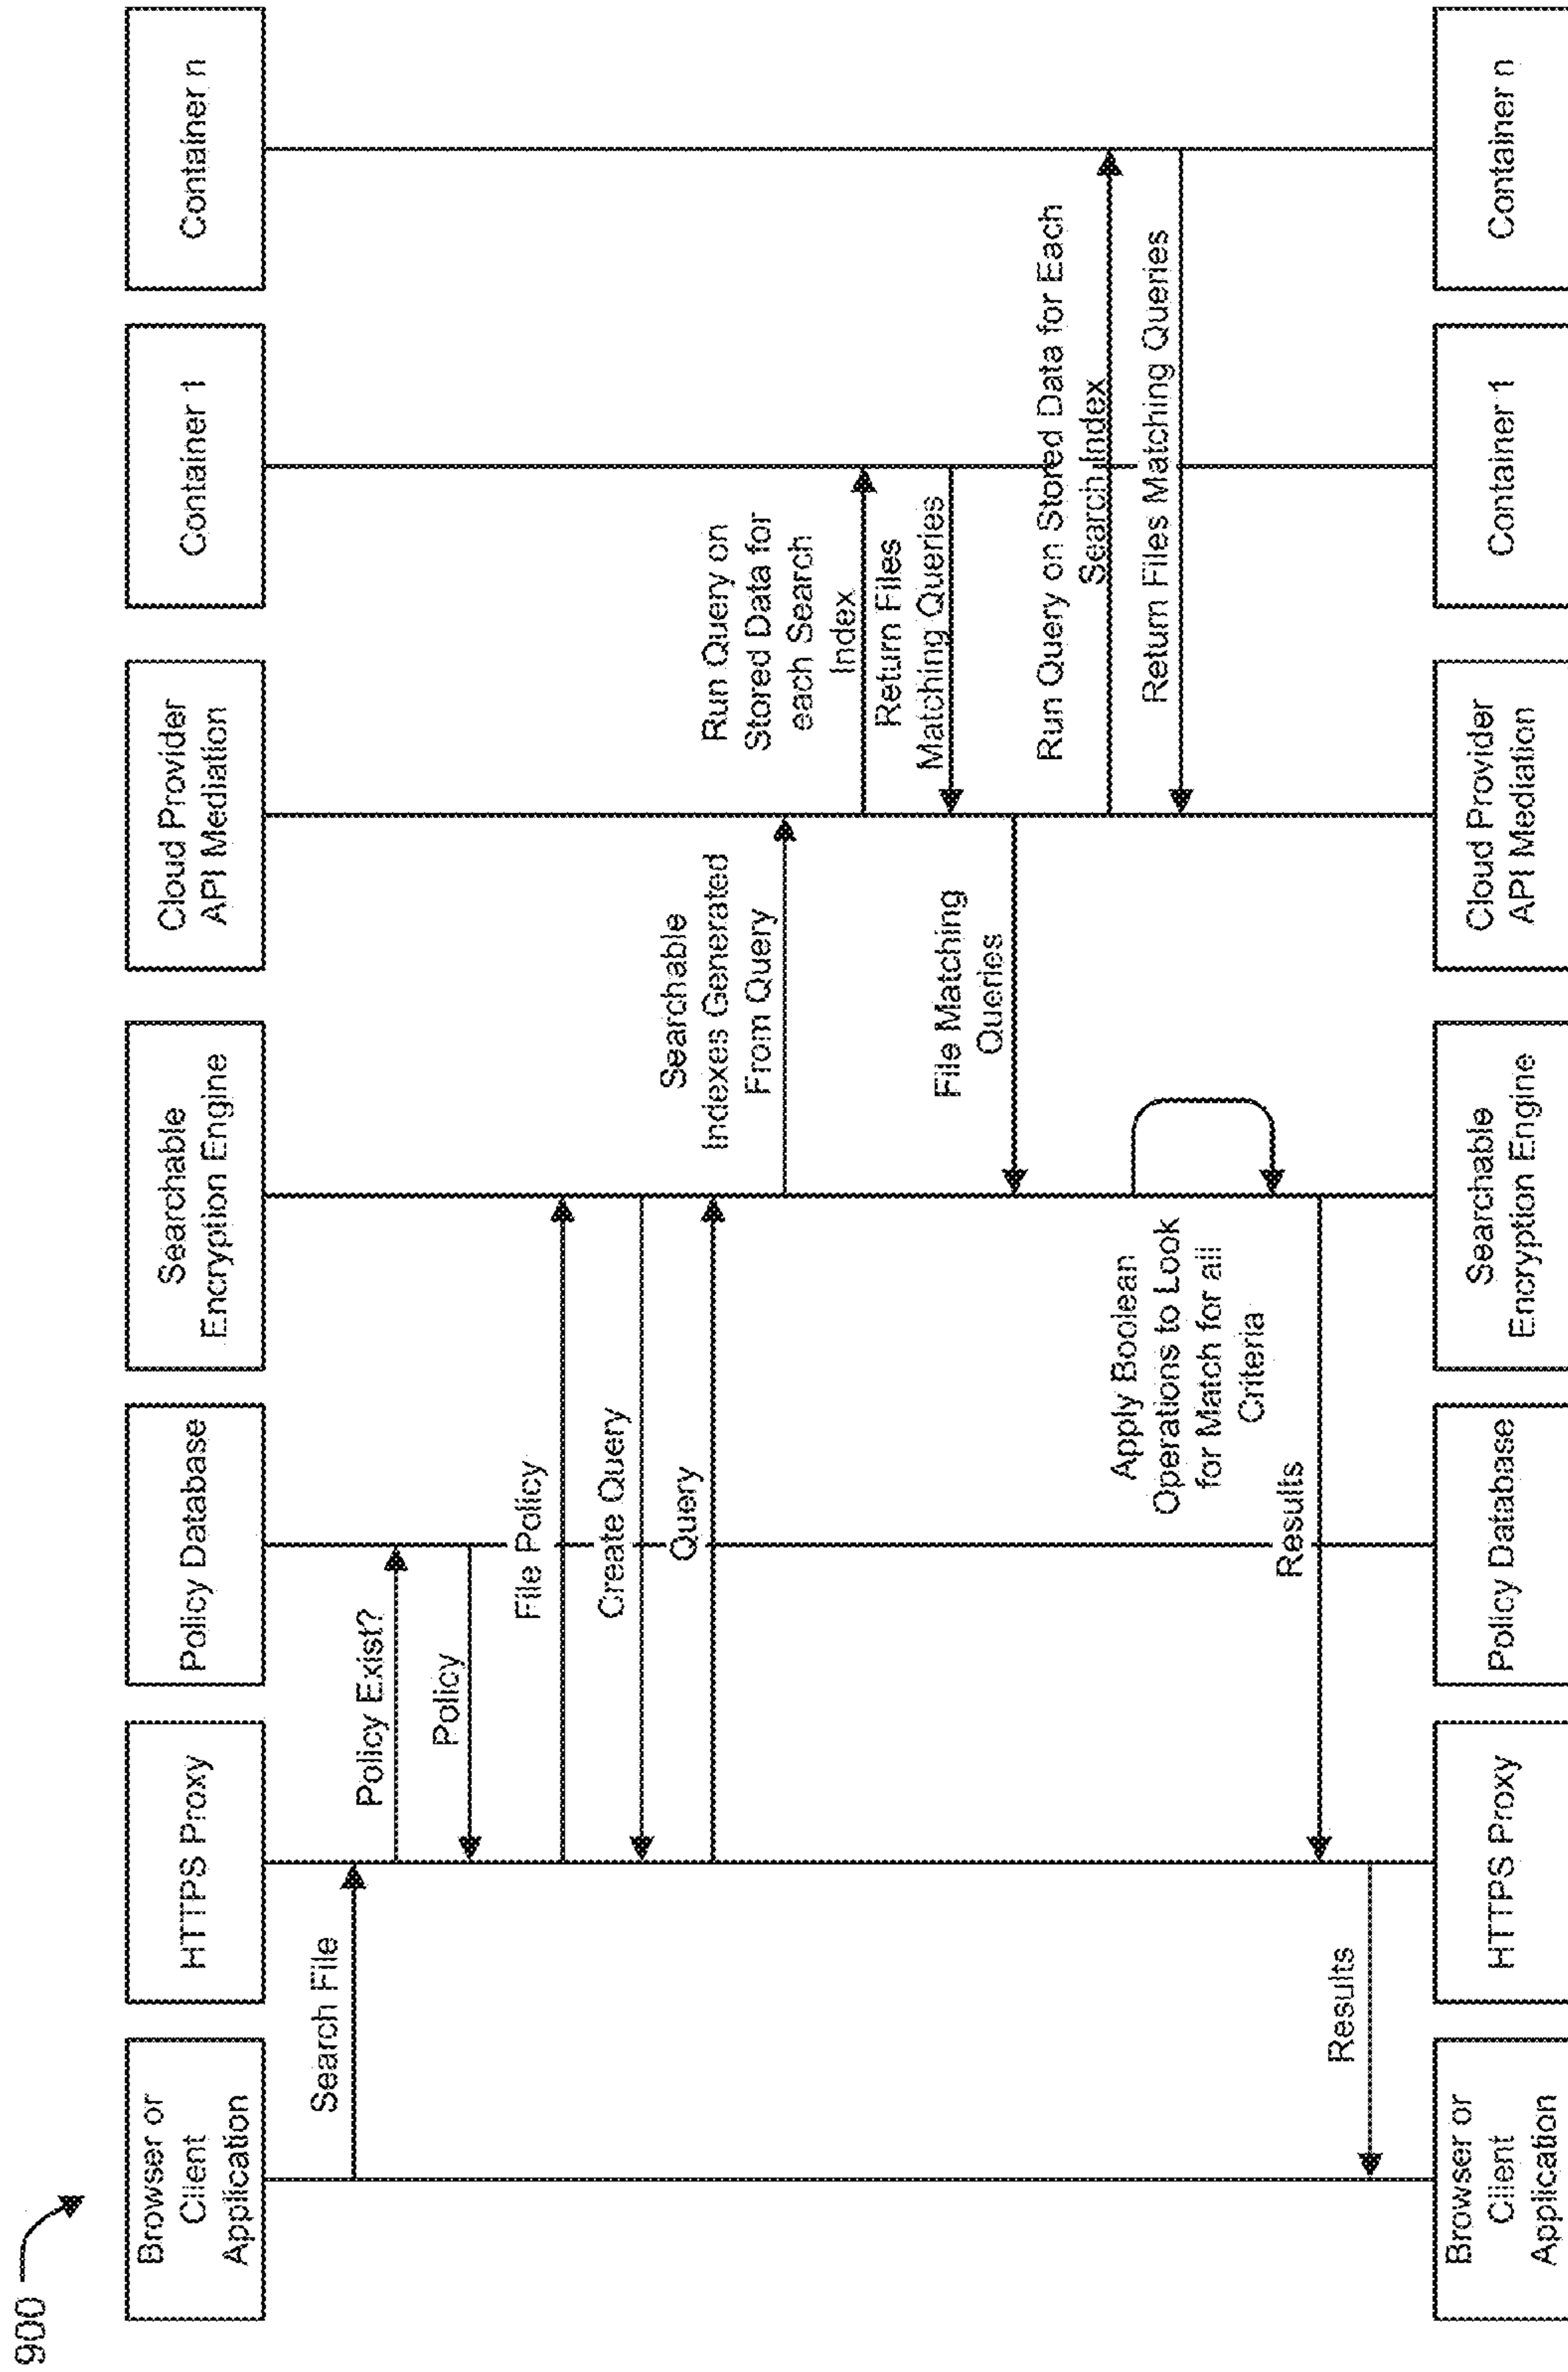 900
Browser or
Client
Application
HTTPS Proxy
Policy Database
Searchable
Encryption Engine
Cloud Provider
API Mediation
Container 1
Container n
Search File
Policy Exist?
Policy
File Policy
Create Query
Query
Searchable
Indexes Generated
From Query
Run Query on
Stored Data for
each Search
Index
Return Files
Matching Queries
File Matching
Queries
Run Query on Stored Data for Each
Search Index
Return Files Matching Queries
Apply Boolean
Operations to Look
for Match for all
Criteria
Results
Results
Browser or
Client
Application
HTTPS Proxy
Policy Database
Searchable
Encryption Engine
Cloud Provider
API Mediation
Container 1
Container n